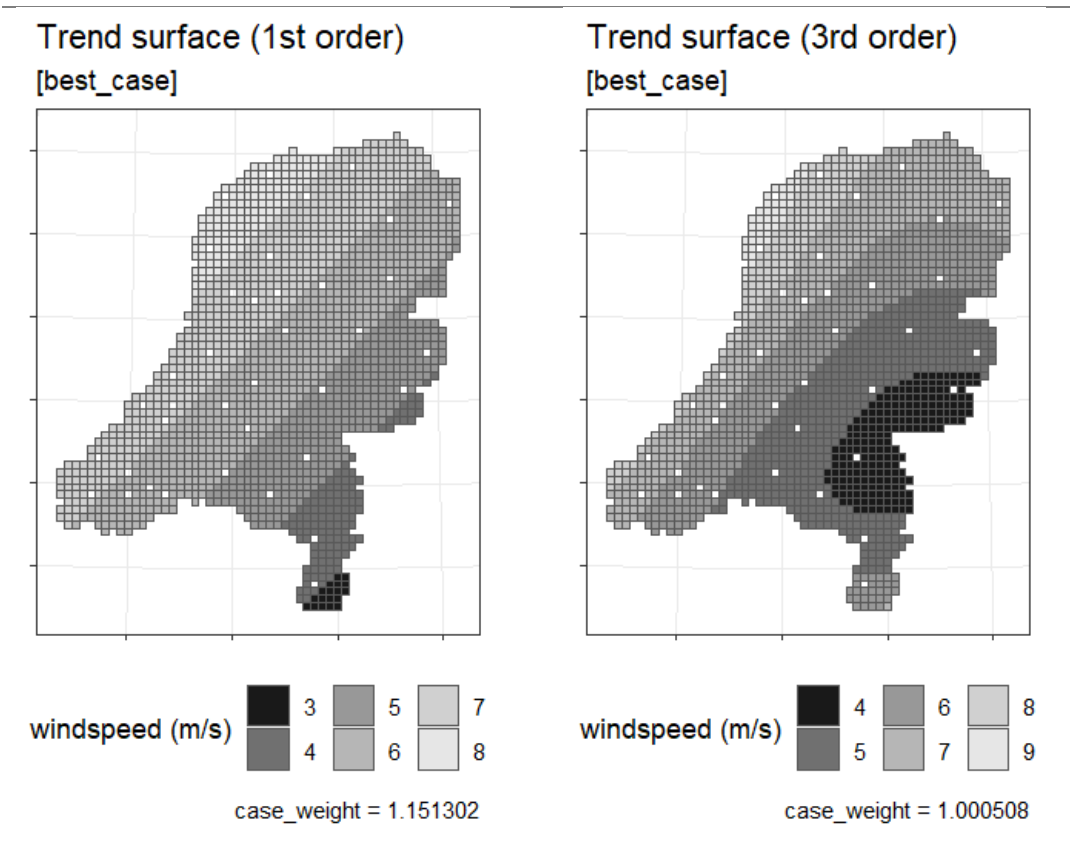 Trend surface (1st order)
[best_case]
windspeed (m/s)
3 5 7
4 6 8
case_weight = 1.151302
Trend surface (3rd order)
[best_case]
windspeed (m/s)
4 6 8
5 7 9
case_weight = 1.000508